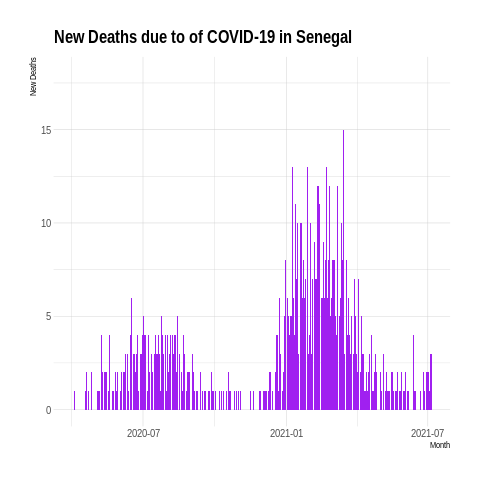 New Deaths due to of COVID-19 in Senegal
New Deaths
15
10
5
0
2020-07
2021-01
2021-07
Month